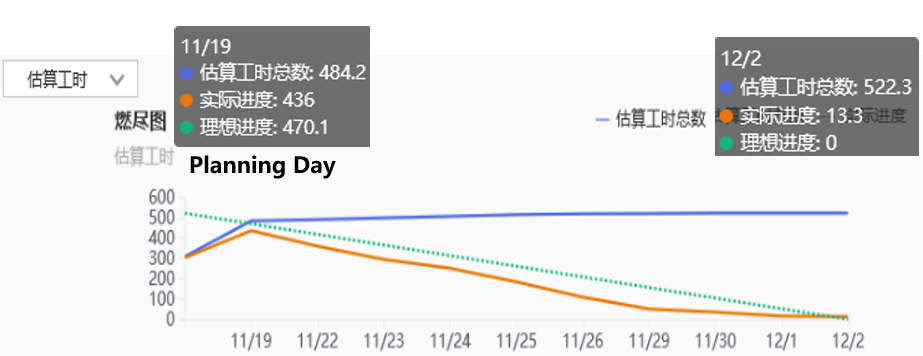 11/19
估算工时总数: 484.2
实际进度: 436
理想进度: 470.1
12/2
估算工时总数: 522.3
实际进度: 13.3
理想进度: 0
估算工时
燃尽图
估算工时总数
实际进度
估算工时
Planning Day
600
500
400
300
200
100
0
11/19 11/22 11/23 11/24 11/25 11/26 11/29 11/30 12/1 12/2